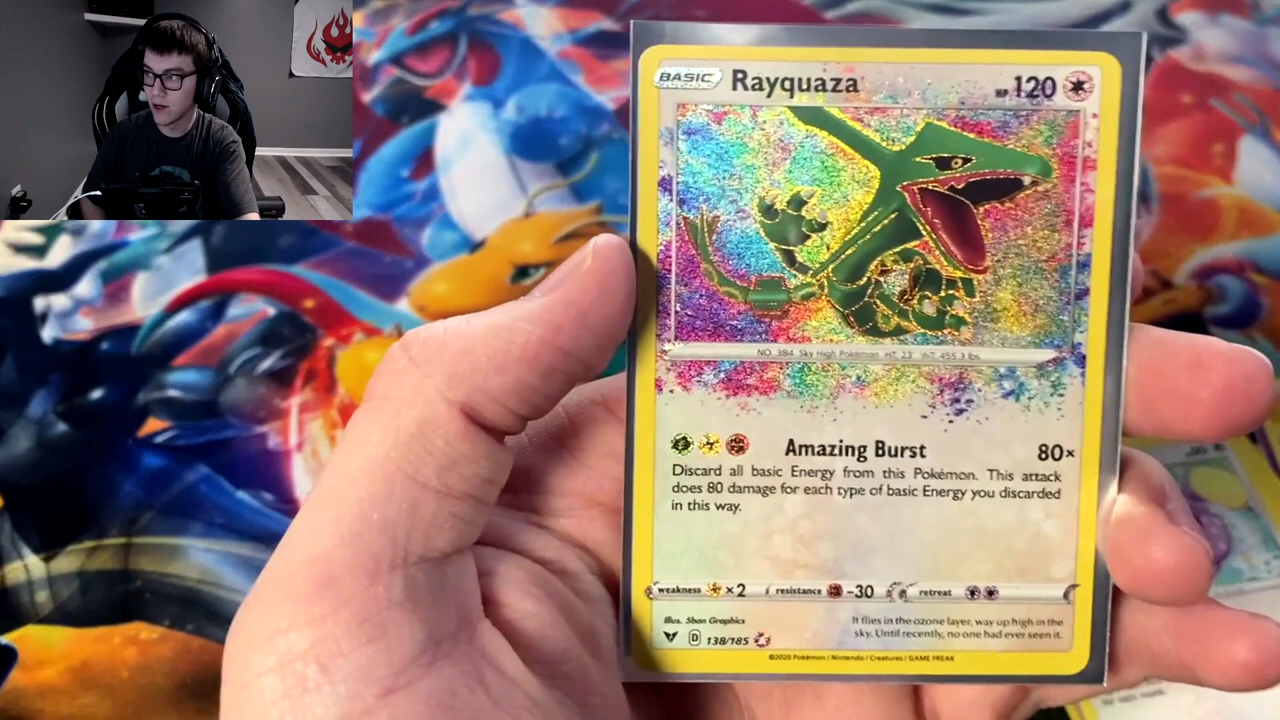 BASIC Rayquaza HP 120
NO. 384 Sky High Pokémon HT. 23' WT. 455.3 lbs.
Amazing Burst 80×
Discard all basic Energy from this Pokémon. This attack
does 80 damage for each type of basic Energy you discarded
in this way.
weakness ×2 resistance -30 retreat
Illus. 5ban Graphics
D 138/185
It flies in the ozone layer, way up high in the
sky. Until recently, no one had ever seen it.
©2020 Pokémon / Nintendo / Creatures / GAME FREAK